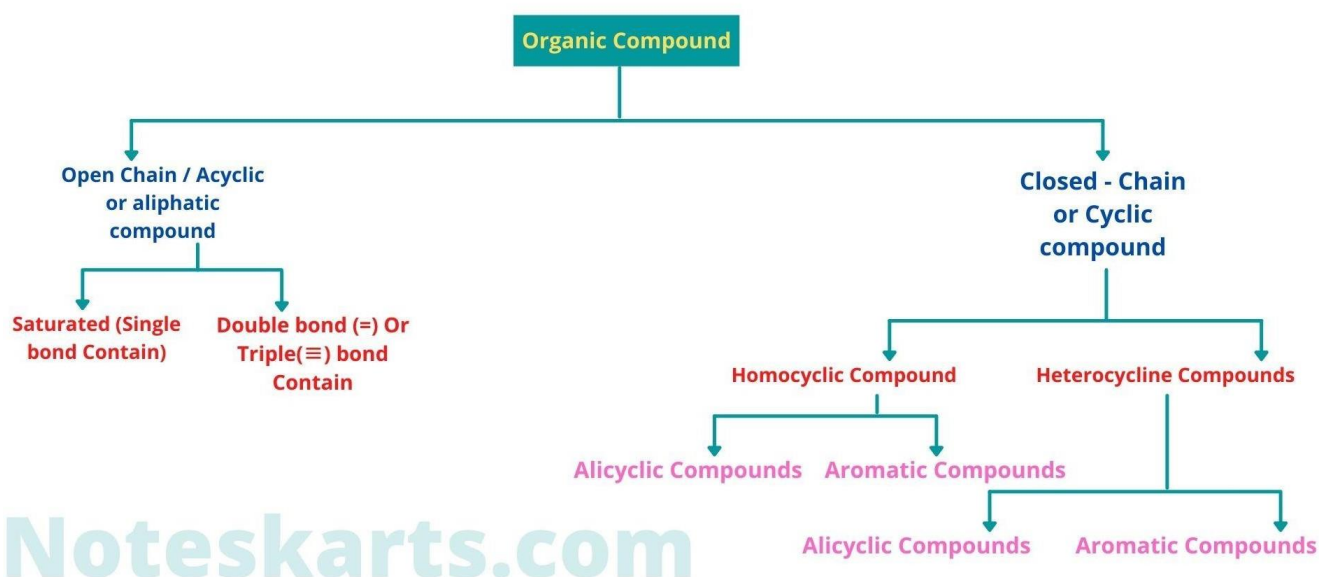 Organic Compound
Open Chain / Acyclic
or aliphatic
compound
Closed - Chain
or Cyclic
compound
Saturated (Single
bond Contain)
Double bond (=) Or
Triple(≡) bond
Contain
Homocyclic Compound
Heterocycline Compounds
Alicyclic Compounds
Aromatic Compounds
Alicyclic Compounds
Aromatic Compounds
Noteskarts.com